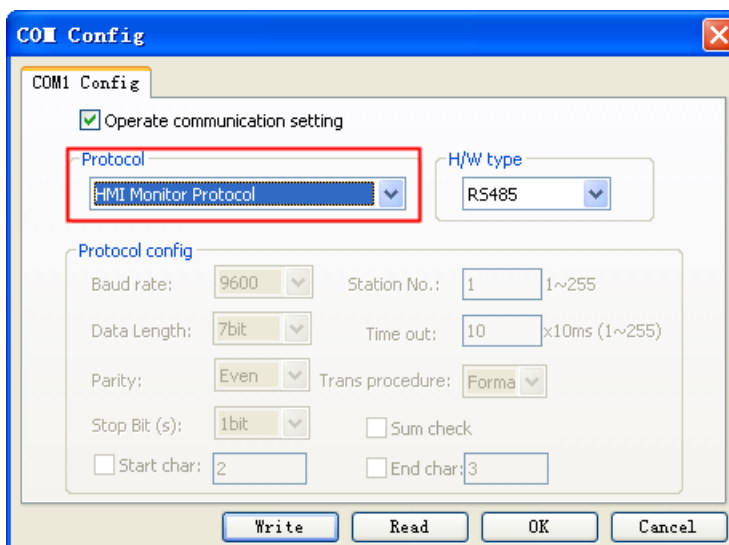 COM Config
COM1 Config
Operate communication setting
Protocol
H/W type
HMI Monitor Protocol
RS485
Protocol config
Baud rate: 9600 Station No.: 1 1~255
Data Length: 7bit Time out: 10 x10ms (1~255)
Parity: Even Trans procedure: Forma
Stop Bit (s): 1bit Sum check
Start char: 2 End char: 3
Write Read OK Cancel